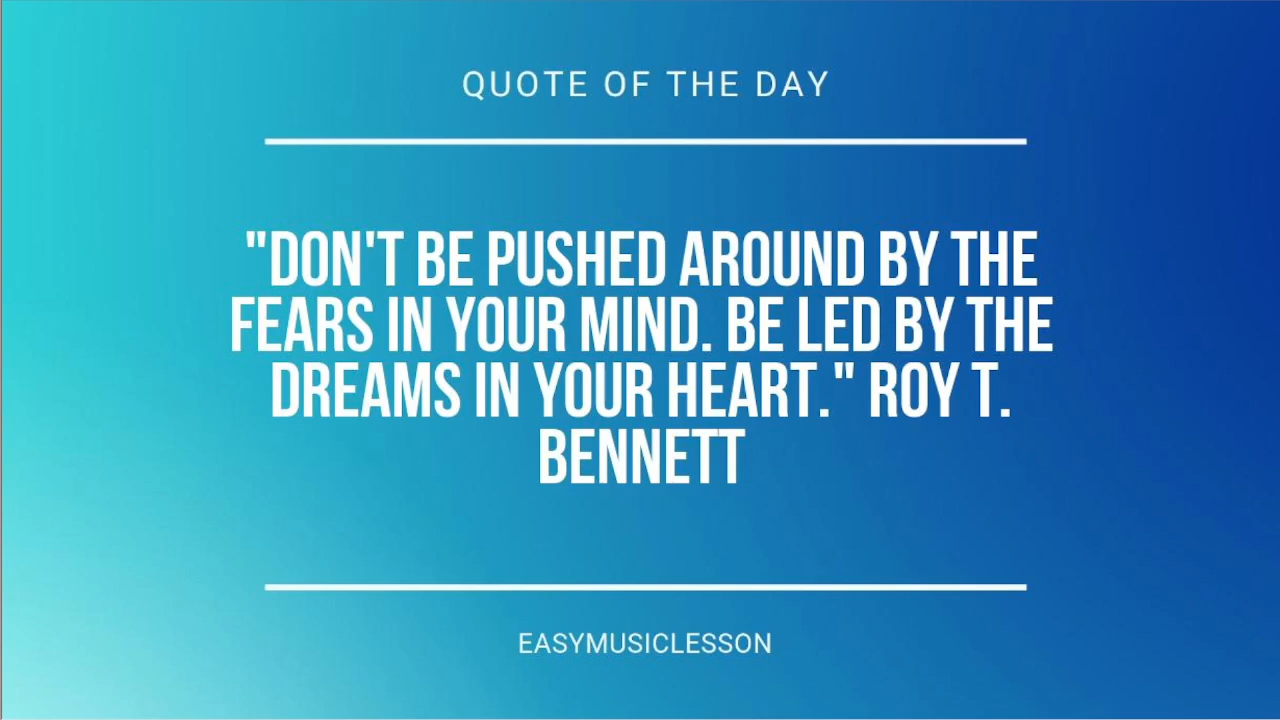 QUOTE OF THE DAY
"DON'T BE PUSHED AROUND BY THE
FEARS IN YOUR MIND. BE LED BY THE
DREAMS IN YOUR HEART." ROY T.
BENNETT
EASYMUSICLESSON